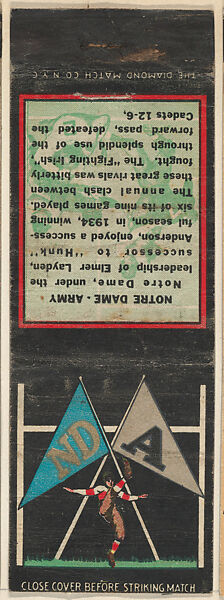 THE DIAMOND MATCH CO. N.Y.C.
NOTRE DAME - ARMY
Notre Dame, under the
leadership of Elmer Layden,
successor to "Hunk"
Anderson, enjoyed a success-
ful season, in 1934, winning
six of its nine games played.
The annual clash between
these great rivals was bitterly
fought. The "Fighting Irish,"
through splendid use of the
forward pass, defeated the
Cadets 12-6.
ND
A
CLOSE COVER BEFORE STRIKING MATCH